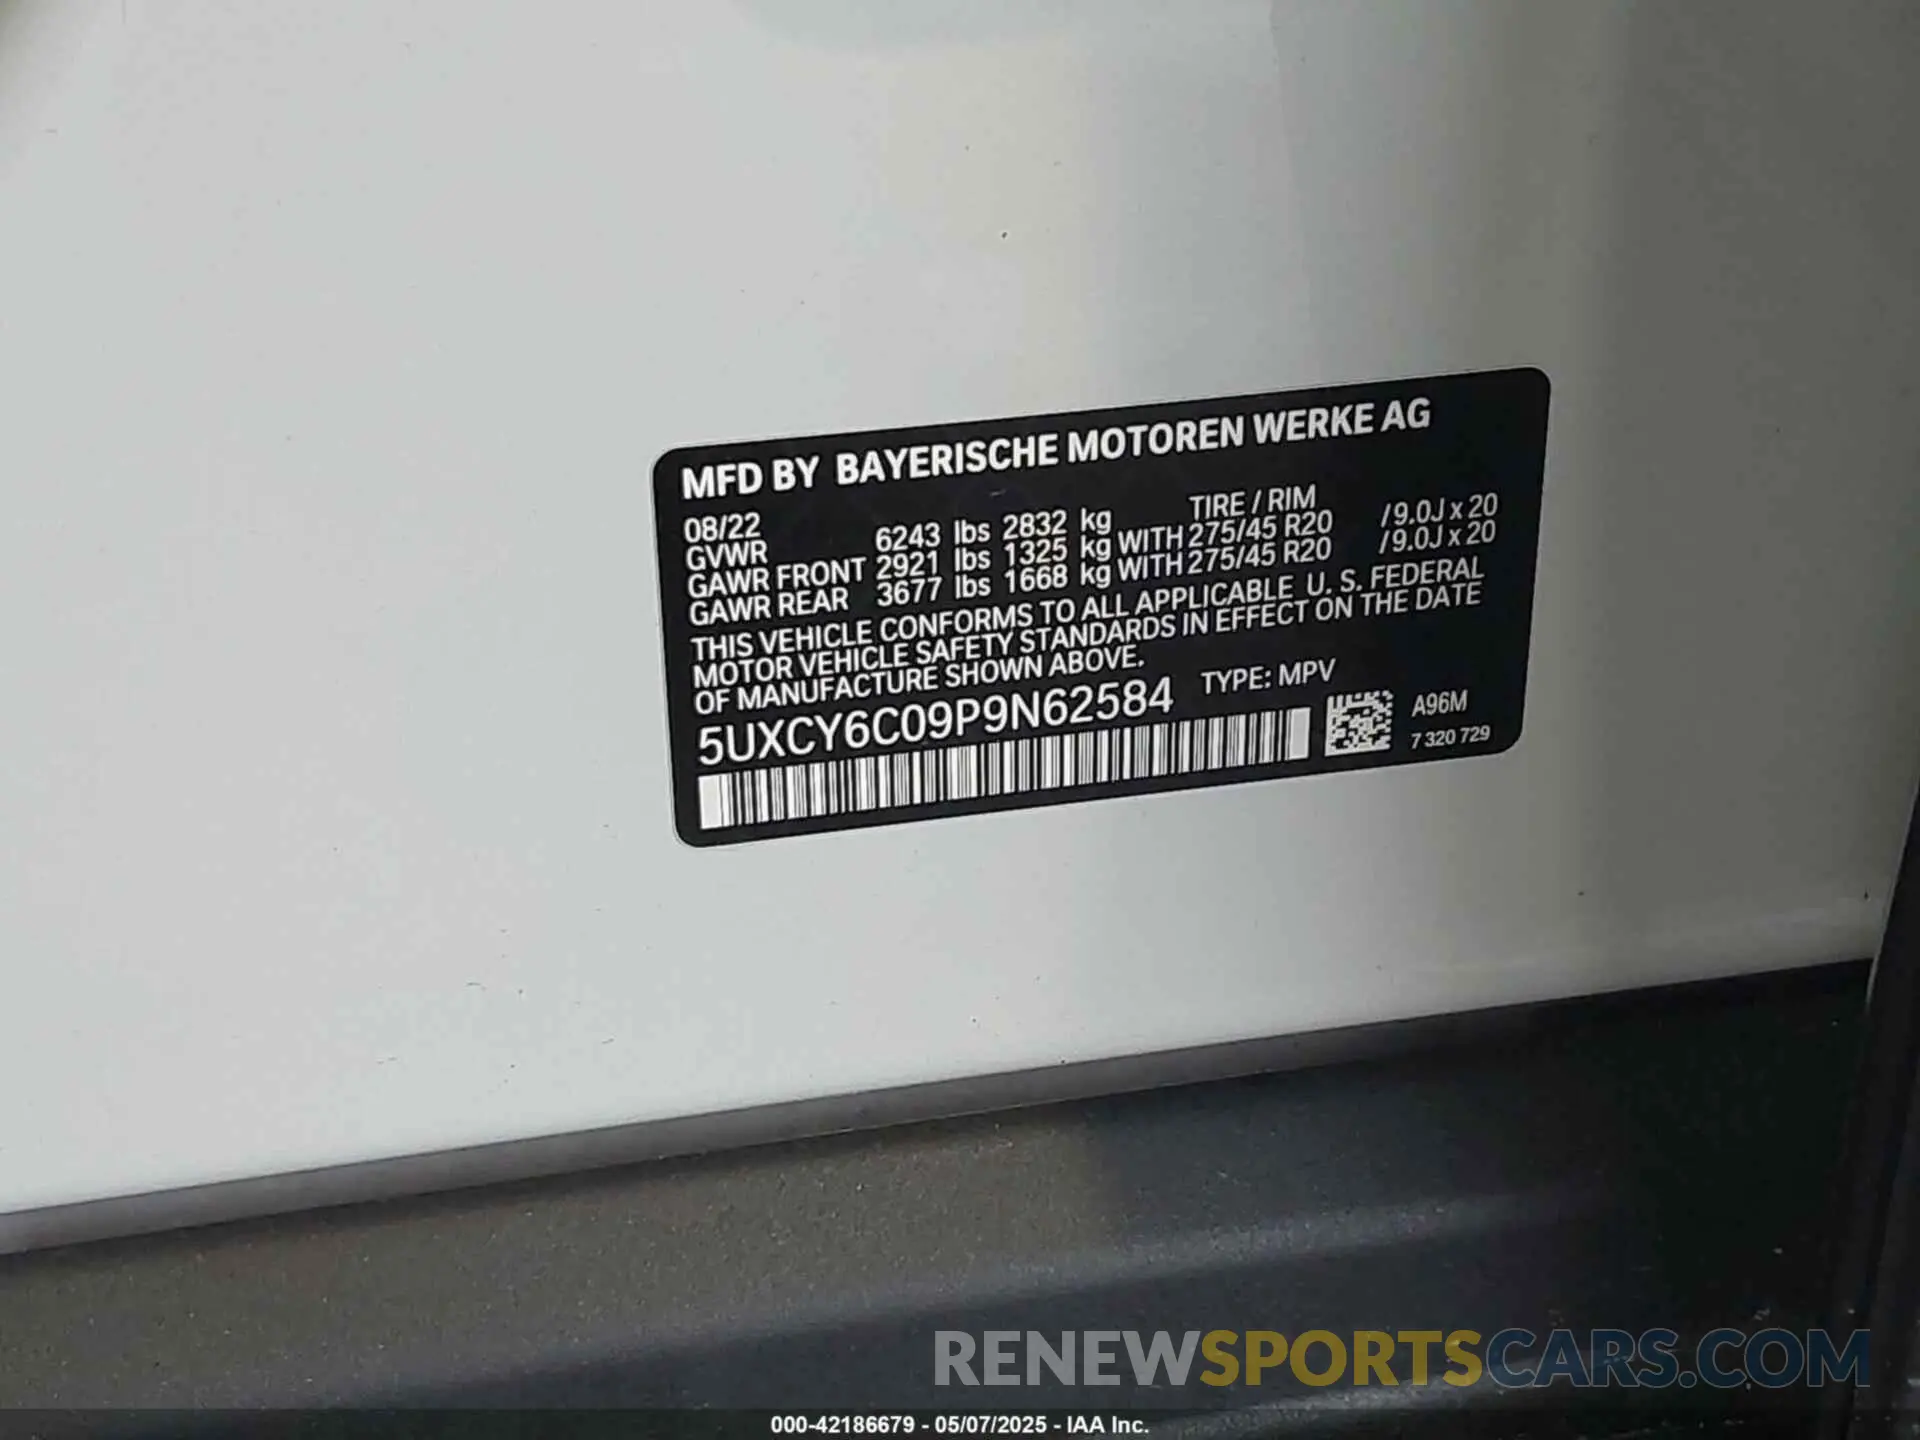 MFD BY BAYERISCHE MOTOREN WERKE AG
08/22 TIRE / RIM
GVWR 6243 lbs 2832 kg
GAWR FRONT 2921 lbs 1325 kg WITH 275/45 R20 /9.0J x 20
GAWR REAR 3677 lbs 1668 kg WITH 275/45 R20 /9.0J x 20
THIS VEHICLE CONFORMS TO ALL APPLICABLE U. S. FEDERAL
MOTOR VEHICLE SAFETY STANDARDS IN EFFECT ON THE DATE
OF MANUFACTURE SHOWN ABOVE.
5UXCY6C09P9N62584 TYPE: MPV
A96M
7 320 729
RENEWSPORTSCARS.COM
000-42186679 - 05/07/2025 - IAA Inc.